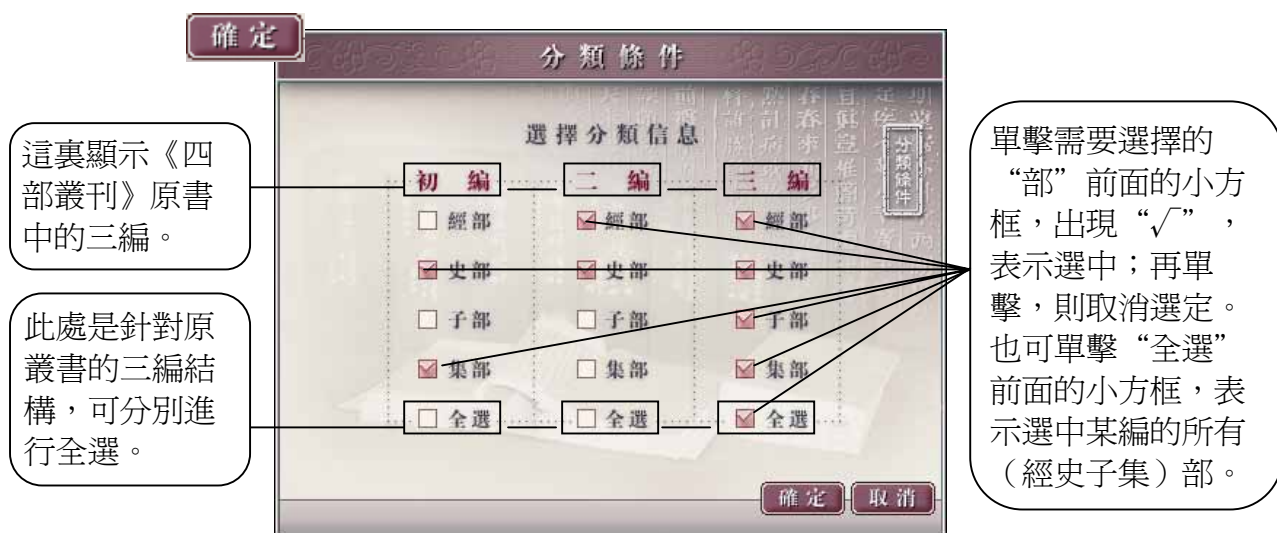 確定
分類條件
選擇分類信息
分類條件
初編 二編 三編
經部 經部 經部
史部 史部 史部
子部 子部 子部
集部 集部 集部
全選 全選 全選
確定 取消
這裏顯示《四
部叢刊》原書
中的三編。
此處是針對原
叢書的三編結
構,可分別進
行全選。
單擊需要選擇的
“部”前面的小方
框,出現“√”,
表示選中;再單
擊,則取消選定。
也可單擊“全選”
前面的小方框,表
示選中某編的所有
(經史子集)部。